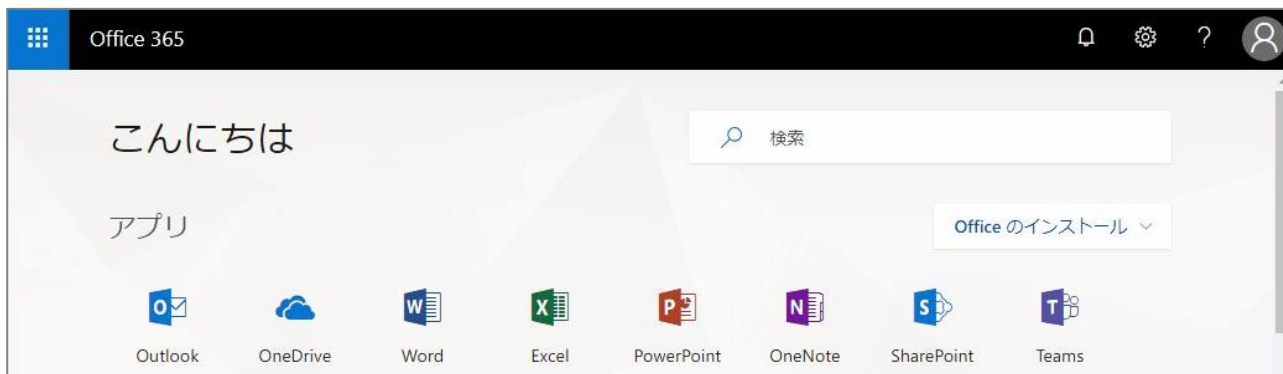 Office 365
こんにちは
検索
アプリ
Office のインストール
Outlook OneDrive Word Excel PowerPoint OneNote SharePoint Teams